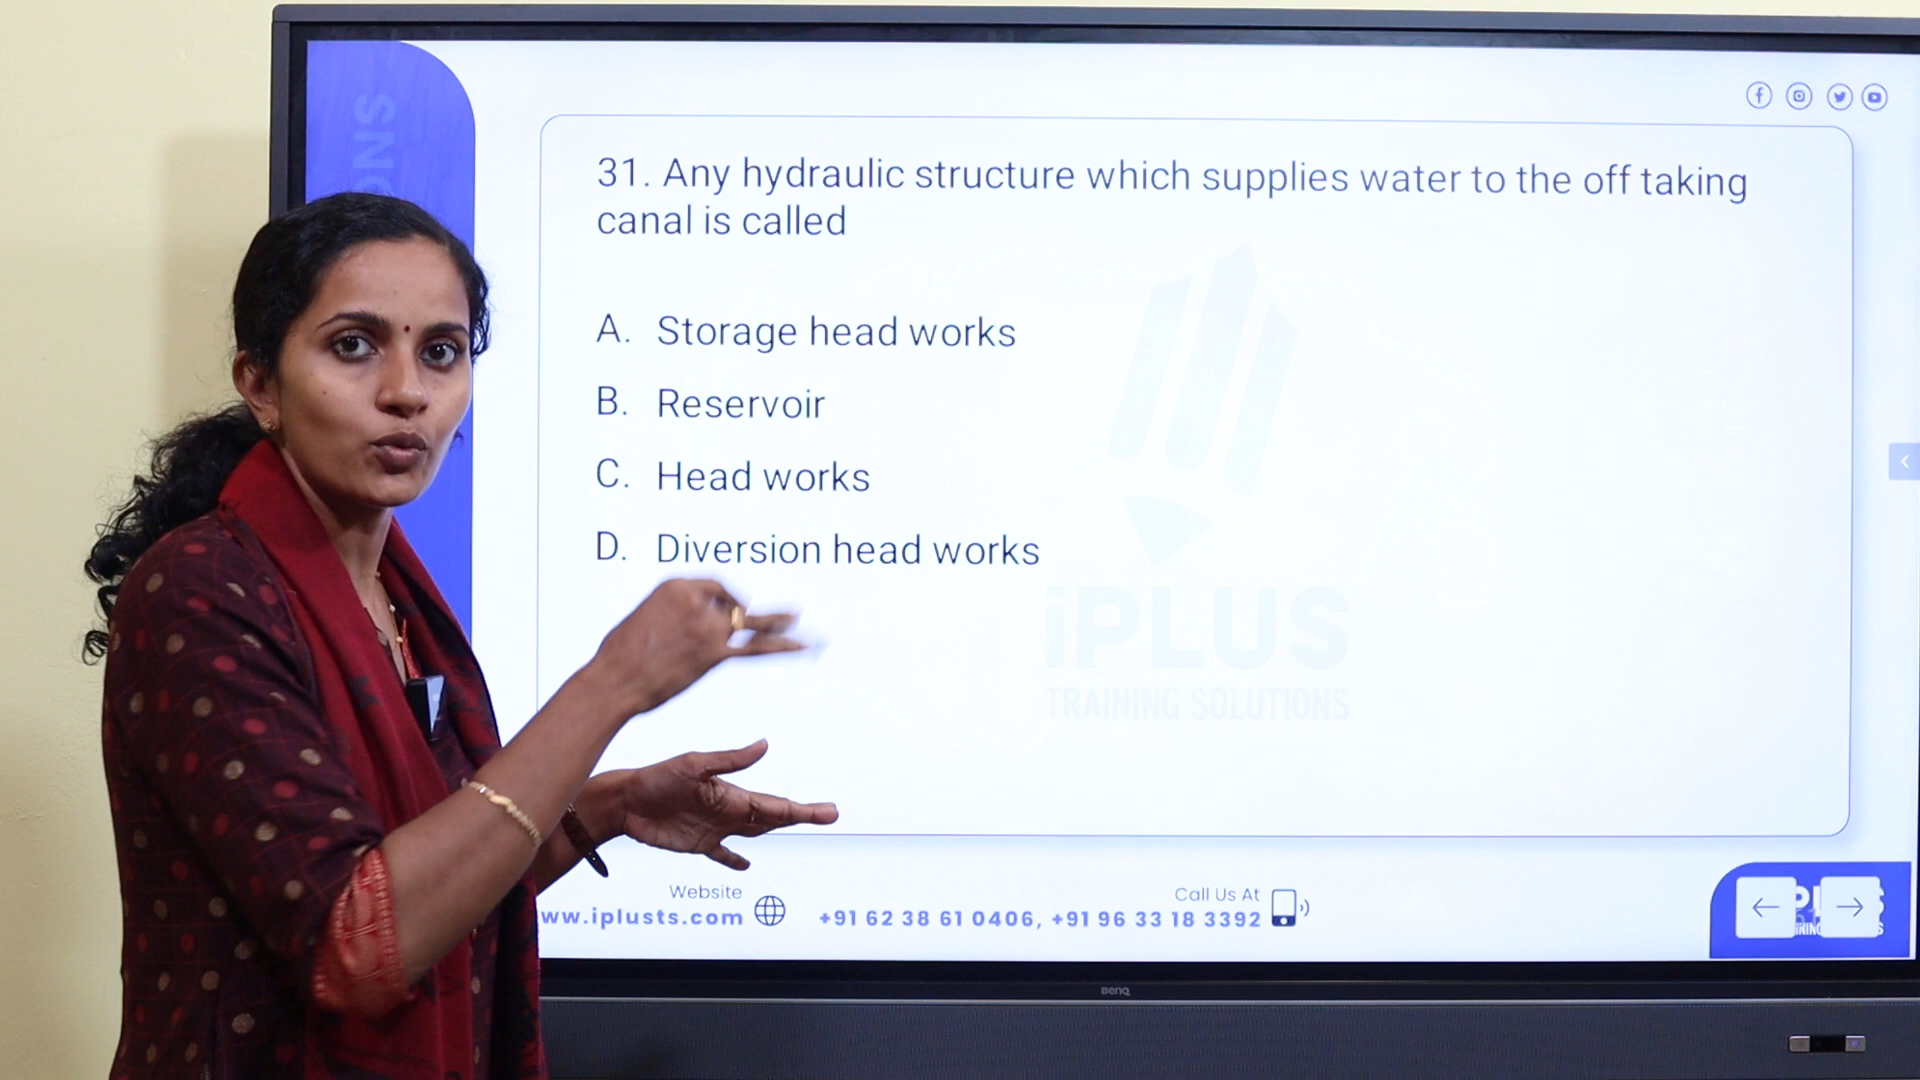 31. Any hydraulic structure which supplies water to the off taking
canal is called
A. Storage head works
B. Reservoir
C. Head works
D. Diversion head works
iPLUS
TRAINING SOLUTIONS
Website
ww.iplusts.com
Call Us At
+91 62 38 61 0406, +91 96 33 18 3392
BenQ